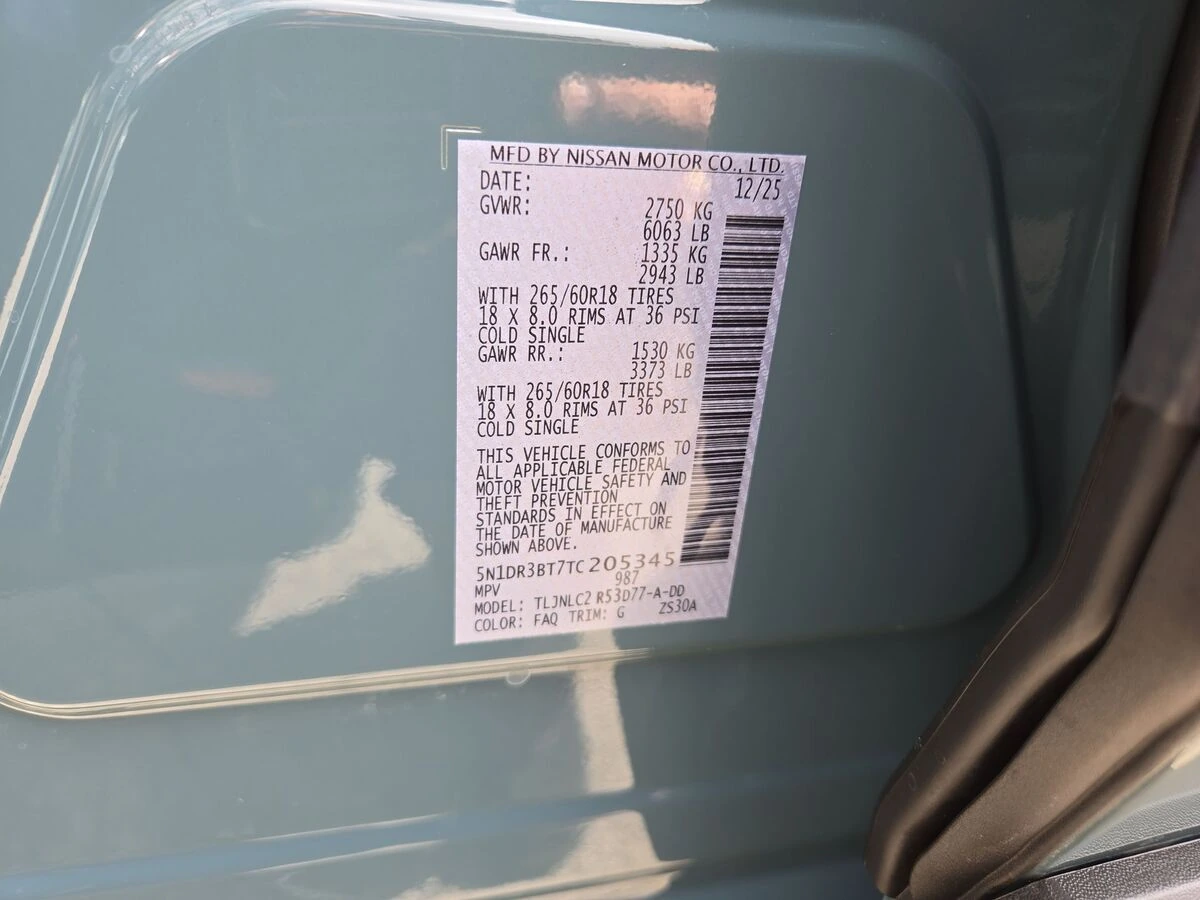 MFD BY NISSAN MOTOR CO., LTD.
DATE: 12/25
GVWR: 2750 KG
6063 LB
GAWR FR.: 1335 KG
2943 LB
WITH 265/60R18 TIRES
18 X 8.0 RIMS AT 36 PSI
COLD SINGLE
GAWR RR.: 1530 KG
3373 LB
WITH 265/60R18 TIRES
18 X 8.0 RIMS AT 36 PSI
COLD SINGLE
THIS VEHICLE CONFORMS TO
ALL APPLICABLE FEDERAL
MOTOR VEHICLE SAFETY AND
THEFT PREVENTION
STANDARDS IN EFFECT ON
THE DATE OF MANUFACTURE
SHOWN ABOVE.
5N1DR3BT7TC205345
MPV 987
MODEL: TLJNLC2 R53D77-A-DD
COLOR: FAQ TRIM: G ZS30A